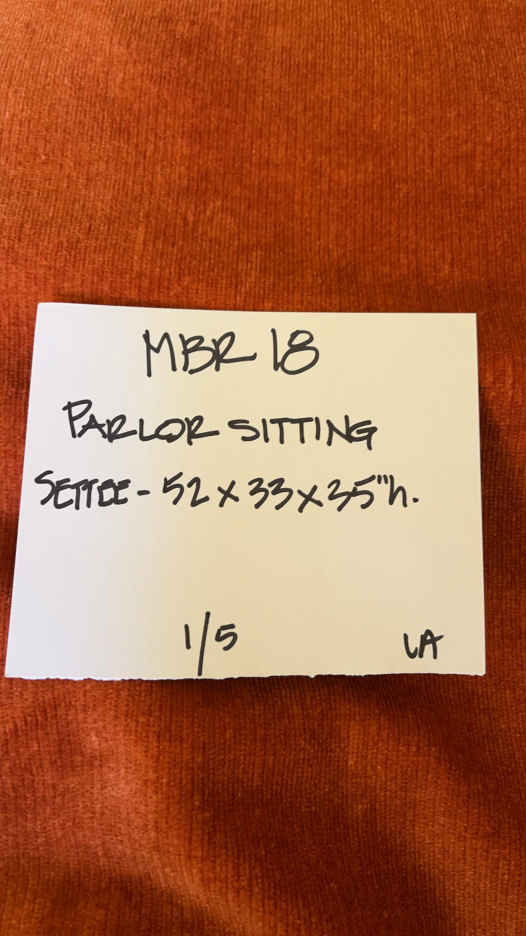 MBR 18
PARLOR SITTING
SETTEE - 52 x 33 x 35"h.
1/5
LA